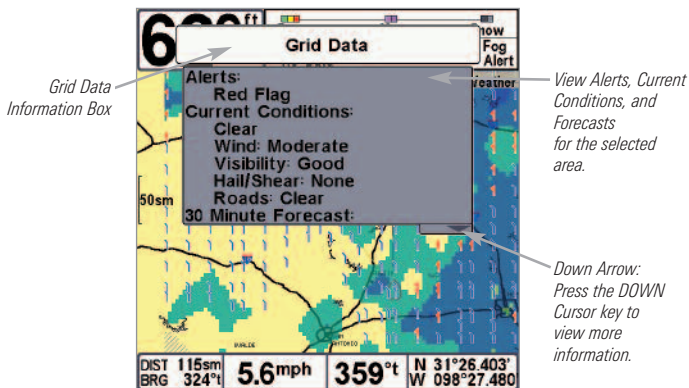 ft
Grid Data
Fog
Alert
Grid Data
Information Box
Alerts:
Red Flag
Current Conditions:
Clear
Wind: Moderate
Visibility: Good
Hail/Shear: None
Roads: Clear
30 Minute Forecast:
View Alerts, Current
Conditions, and
Forecasts
for the selected
area.
50sm
Down Arrow:
Press the DOWN
Cursor key to
view more
information.
DIST 115sm
BRG 324°t
5.6mph
359°t
N 31°26.403'
W 098°27.480'